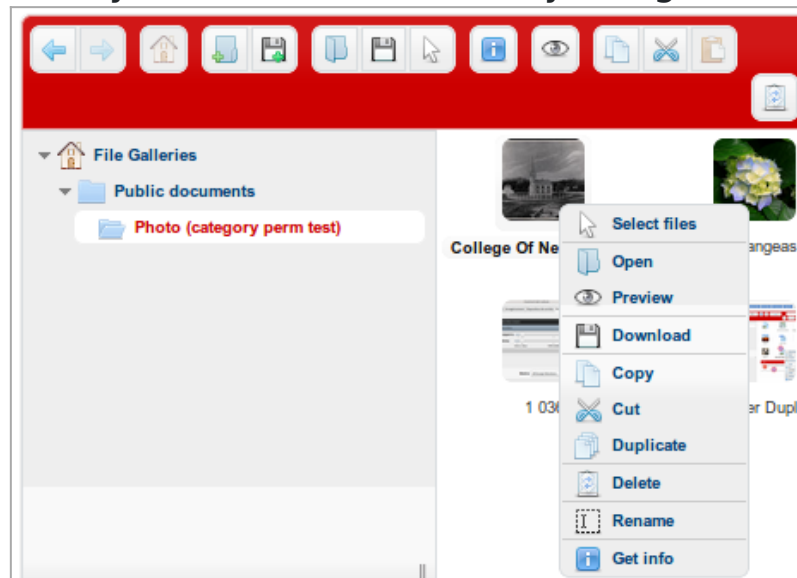 File Galleries
Public documents
Photo (category perm test)
College Of Ne
angeas
1 03
er Dupl
Select files
Open
Preview
Download
Copy
Cut
Duplicate
Delete
Rename
Get info